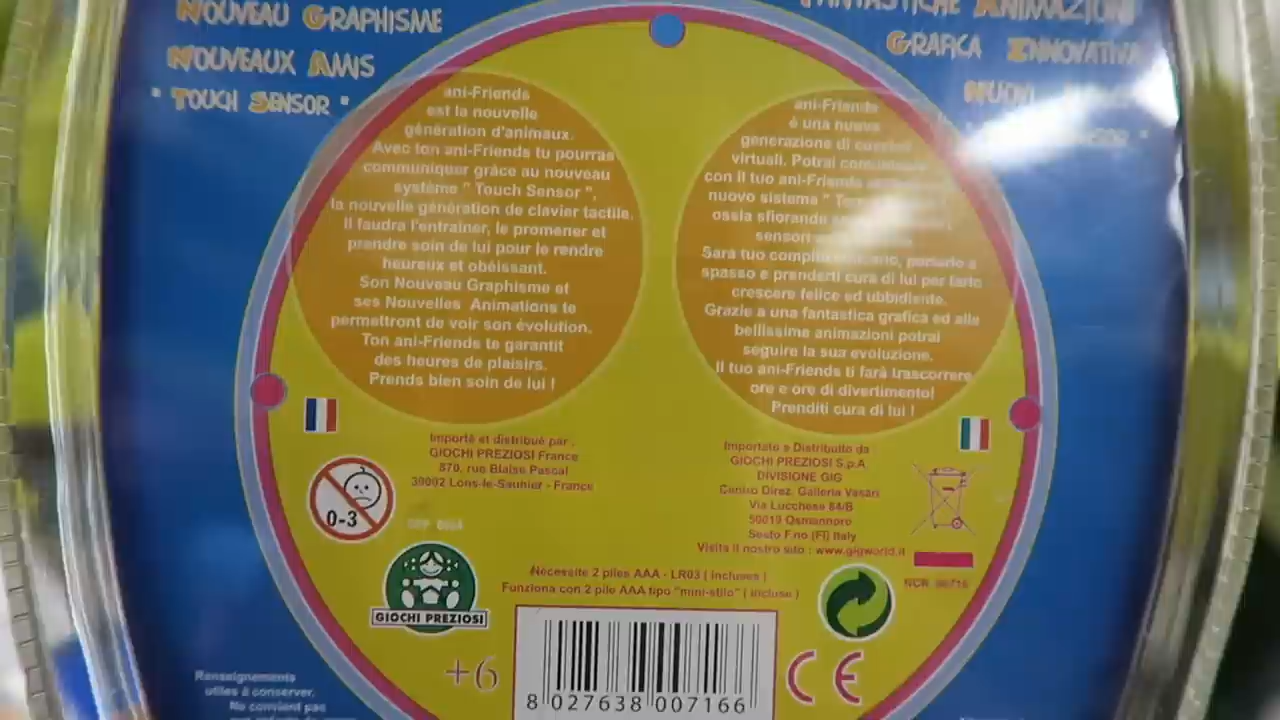 NOUVEAU GRAPHISME
NOUVEAUX AMIS
" TOUCH SENSOR "
FANTASTICHE ANIMAZIONI
GRAFICA INNOVATIVA
NUOVI
SENSOR "
ani-Friends
est la nouvelle
génération d'animaux.
Avec ton ani-Friends tu pourras
communiquer grâce au nouveau
système " Touch Sensor ",
la nouvelle génération de clavier tactile.
Il faudra l'entraîner, le promener et
prendre soin de lui pour le rendre
heureux et obéissant.
Son Nouveau Graphisme et
ses Nouvelles Animations te
permettront de voir son évolution.
Ton ani-Friends te garantit
des heures de plaisirs.
Prends bien soin de lui !
ani-Friends
è una nuova
generazione di
virtuali. Potrai
con il tuo ani-Friends
nuovo sistema "
ossia sfiorando
sensori
Sara tuo compito portarlo a
spasso e prenderti cura di lui per farlo
crescere felice ed ubbidiente.
Grazie a una fantastica grafica ed alle
bellissime animazioni potrai
seguire la sua evoluzione.
Il tuo ani-Friends ti farà trascorrere
ore e ore di divertimento!
Prenditi cura di lui !
Importé et distribué par :
GIOCHI PREZIOSI France
870, rue Blaise Pascal
39002 Lons-le-Saunier - France
0-3
GIOCHI PREZIOSI
Importato e Distribuito da
GIOCHI PREZIOSI S.p.A.
DIVISIONE GIG
Centro Direz. Galleria Vasari
Via Lucchese 84/B
50019 Osmannoro
Sesto F.no (FI) Italy
Visita il nostro sito : www.gigworld.it
NCR 00716
Nécessite 2 piles AAA - LR03 ( incluses )
Funziona con 2 pile AAA tipo "mini-stilo" ( incluse )
+6
8 027638 007166
CE
Renseignements
utiles à conserver.
Ne convient pas